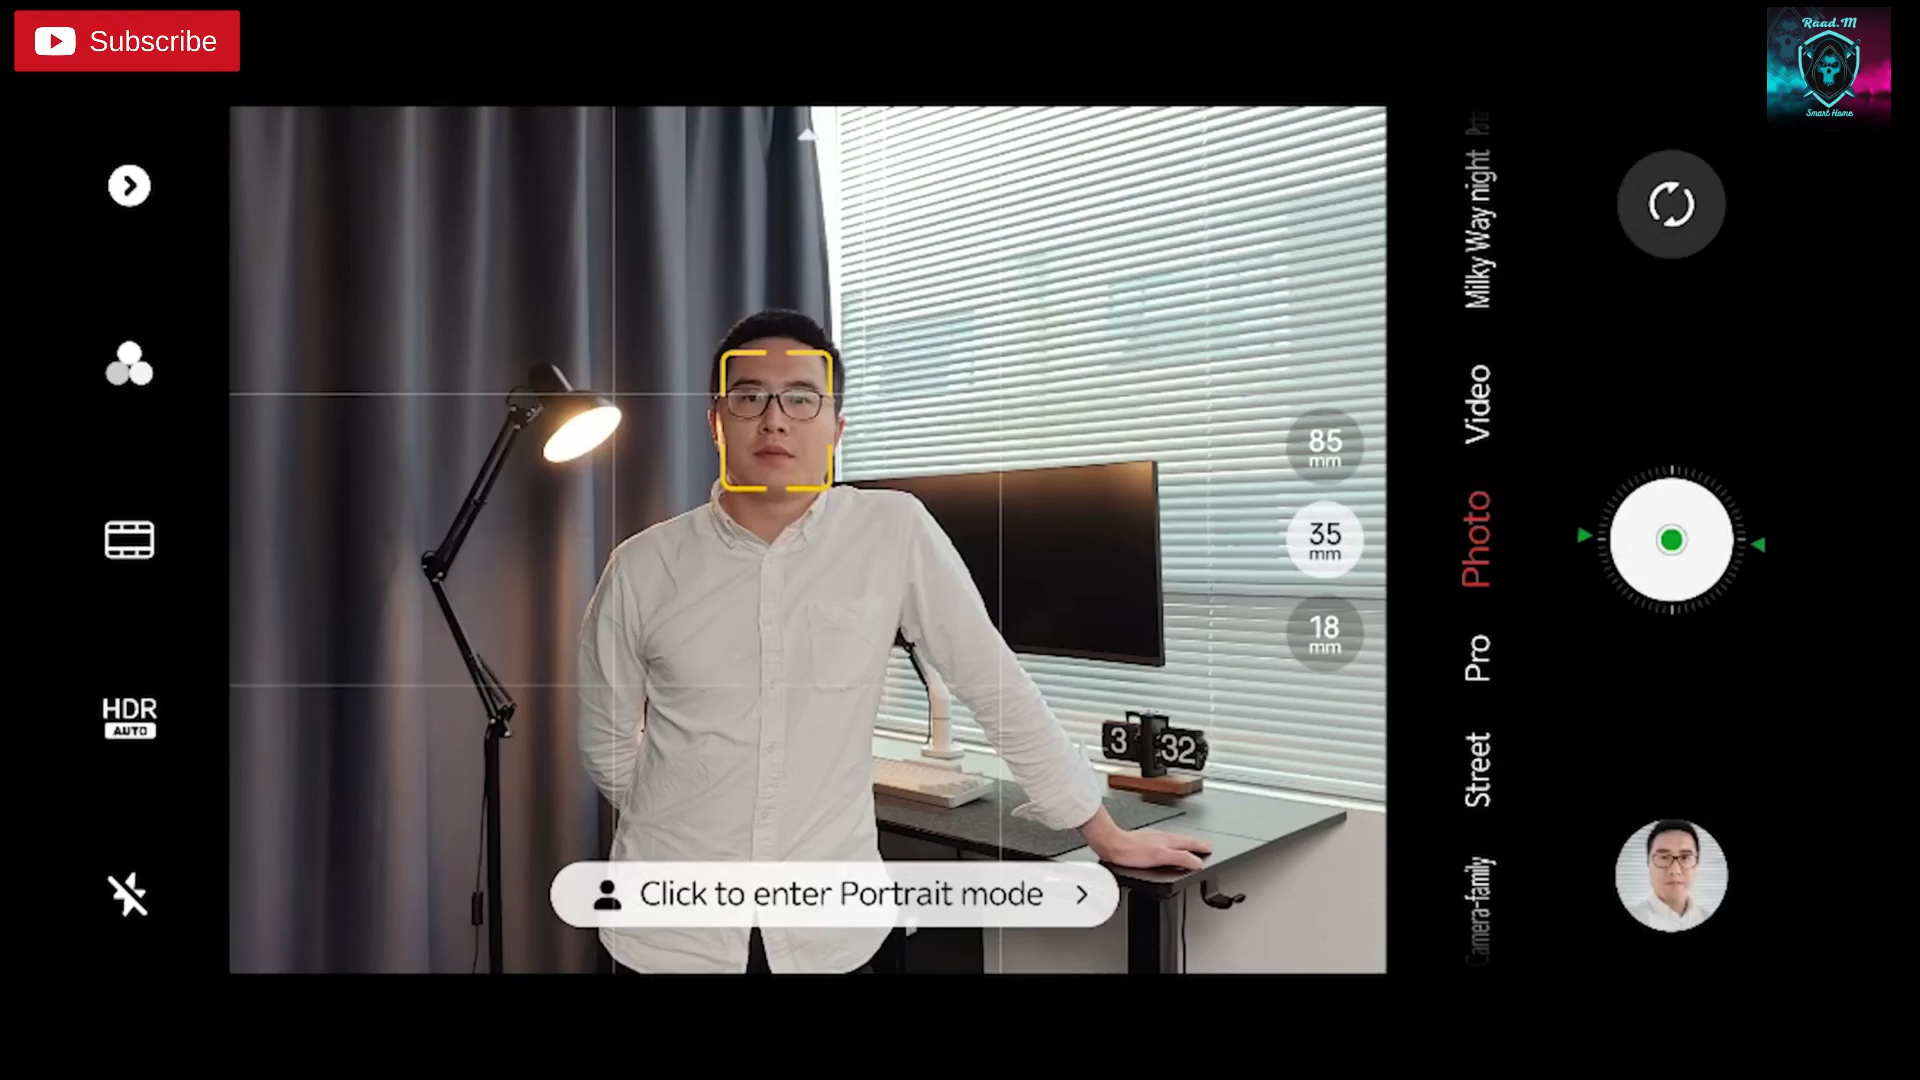 Subscribe
Raad.M
Smart Home
HDR
AUTO
85
mm
35
mm
18
mm
3 32
Click to enter Portrait mode
Milky Way night
Video
Photo
Pro
Street
Camera-family